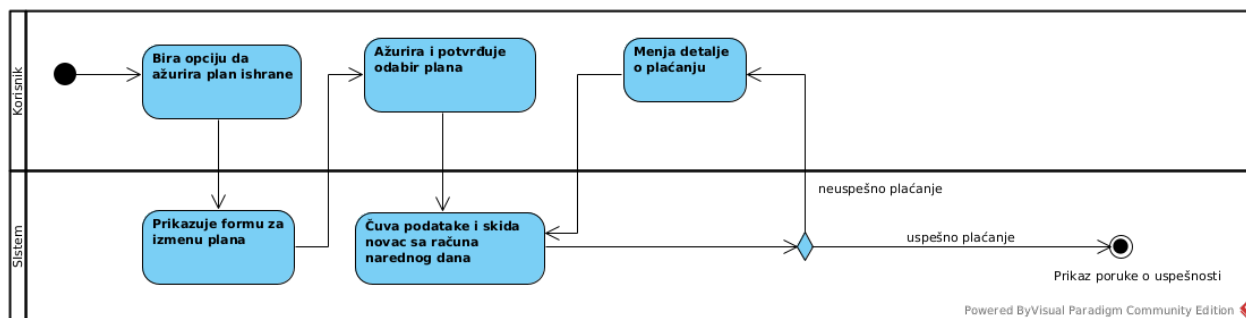 Korisnik
Bira opciju da
ažurira plan ishrane
Ažurira i potvrđuje
odabir plana
Menja detalje
o plaćanju
SIstem
Prikazuje formu za
izmenu plana
Čuva podatake i skida
novac sa računa
narednog dana
neuspešno plaćanje
uspešno plaćanje
Prikaz poruke o uspešnosti
Powered ByVisual Paradigm Community Edition